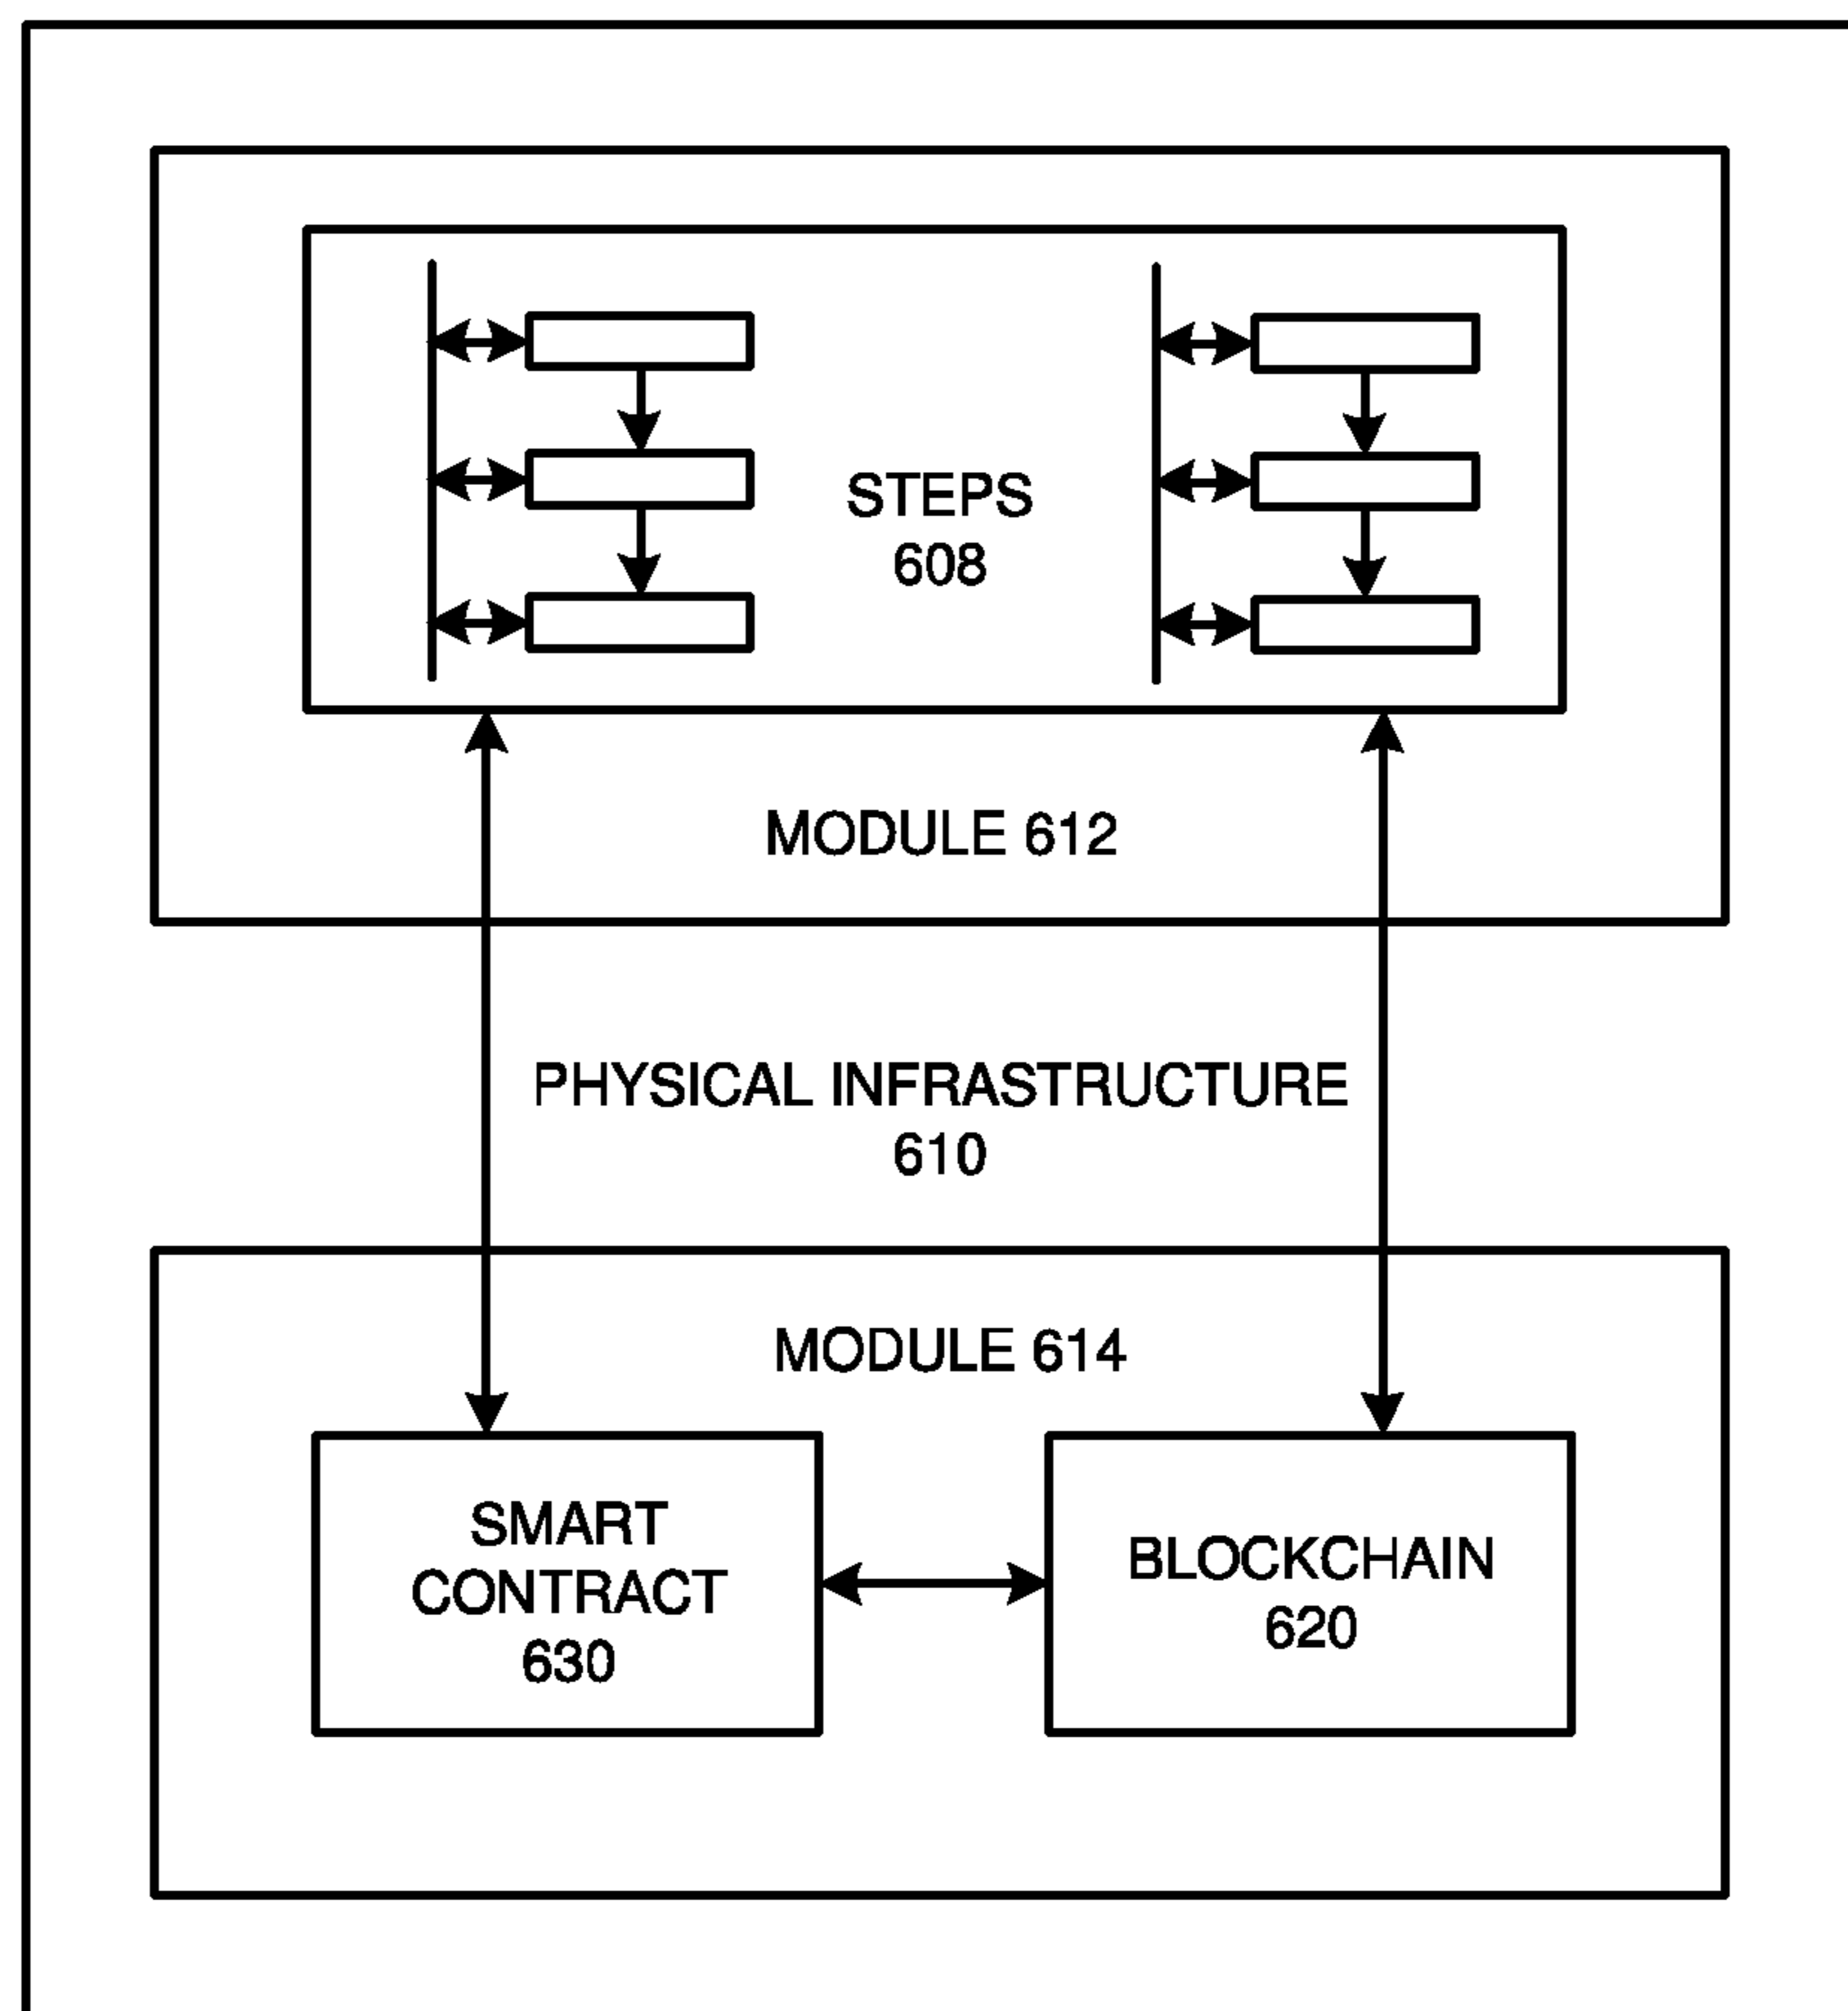 STEPS
608
MODULE 612
PHYSICAL INFRASTRUCTURE
610
MODULE 614
SMART
CONTRACT
630
BLOCKCHAIN
620